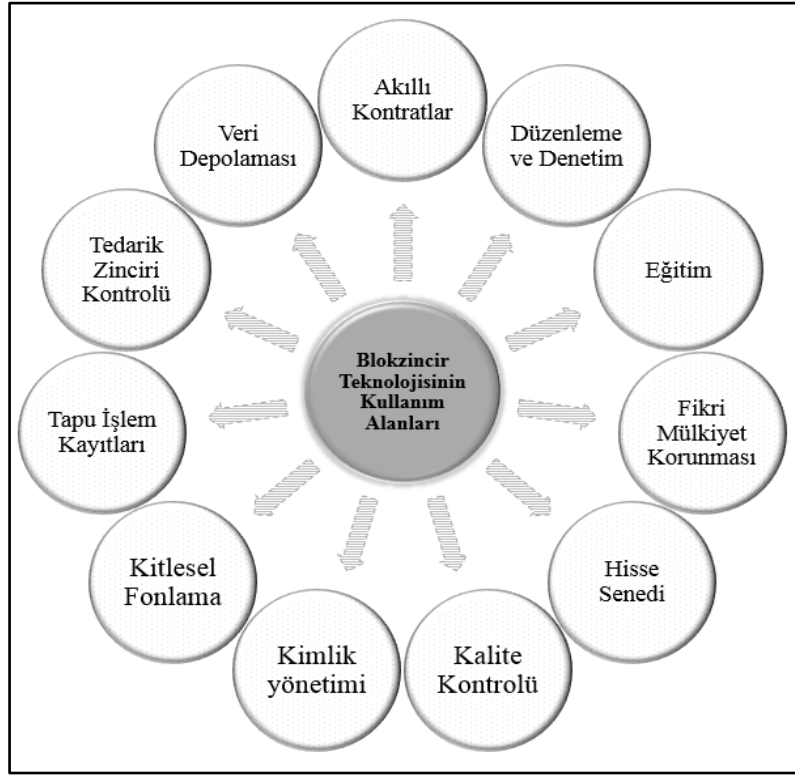 Akıllı
Kontratlar
Düzenleme
ve Denetim
Eğitim
Fikri
Mülkiyet
Korunması
Hisse
Senedi
Kalite
Kontrolü
Kimlik
yönetimi
Kitlesel
Fonlama
Tapu İşlem
Kayıtları
Tedarik
Zinciri
Kontrolü
Veri
Depolaması
Blokzincir
Teknolojisinin
Kullanım
Alanları